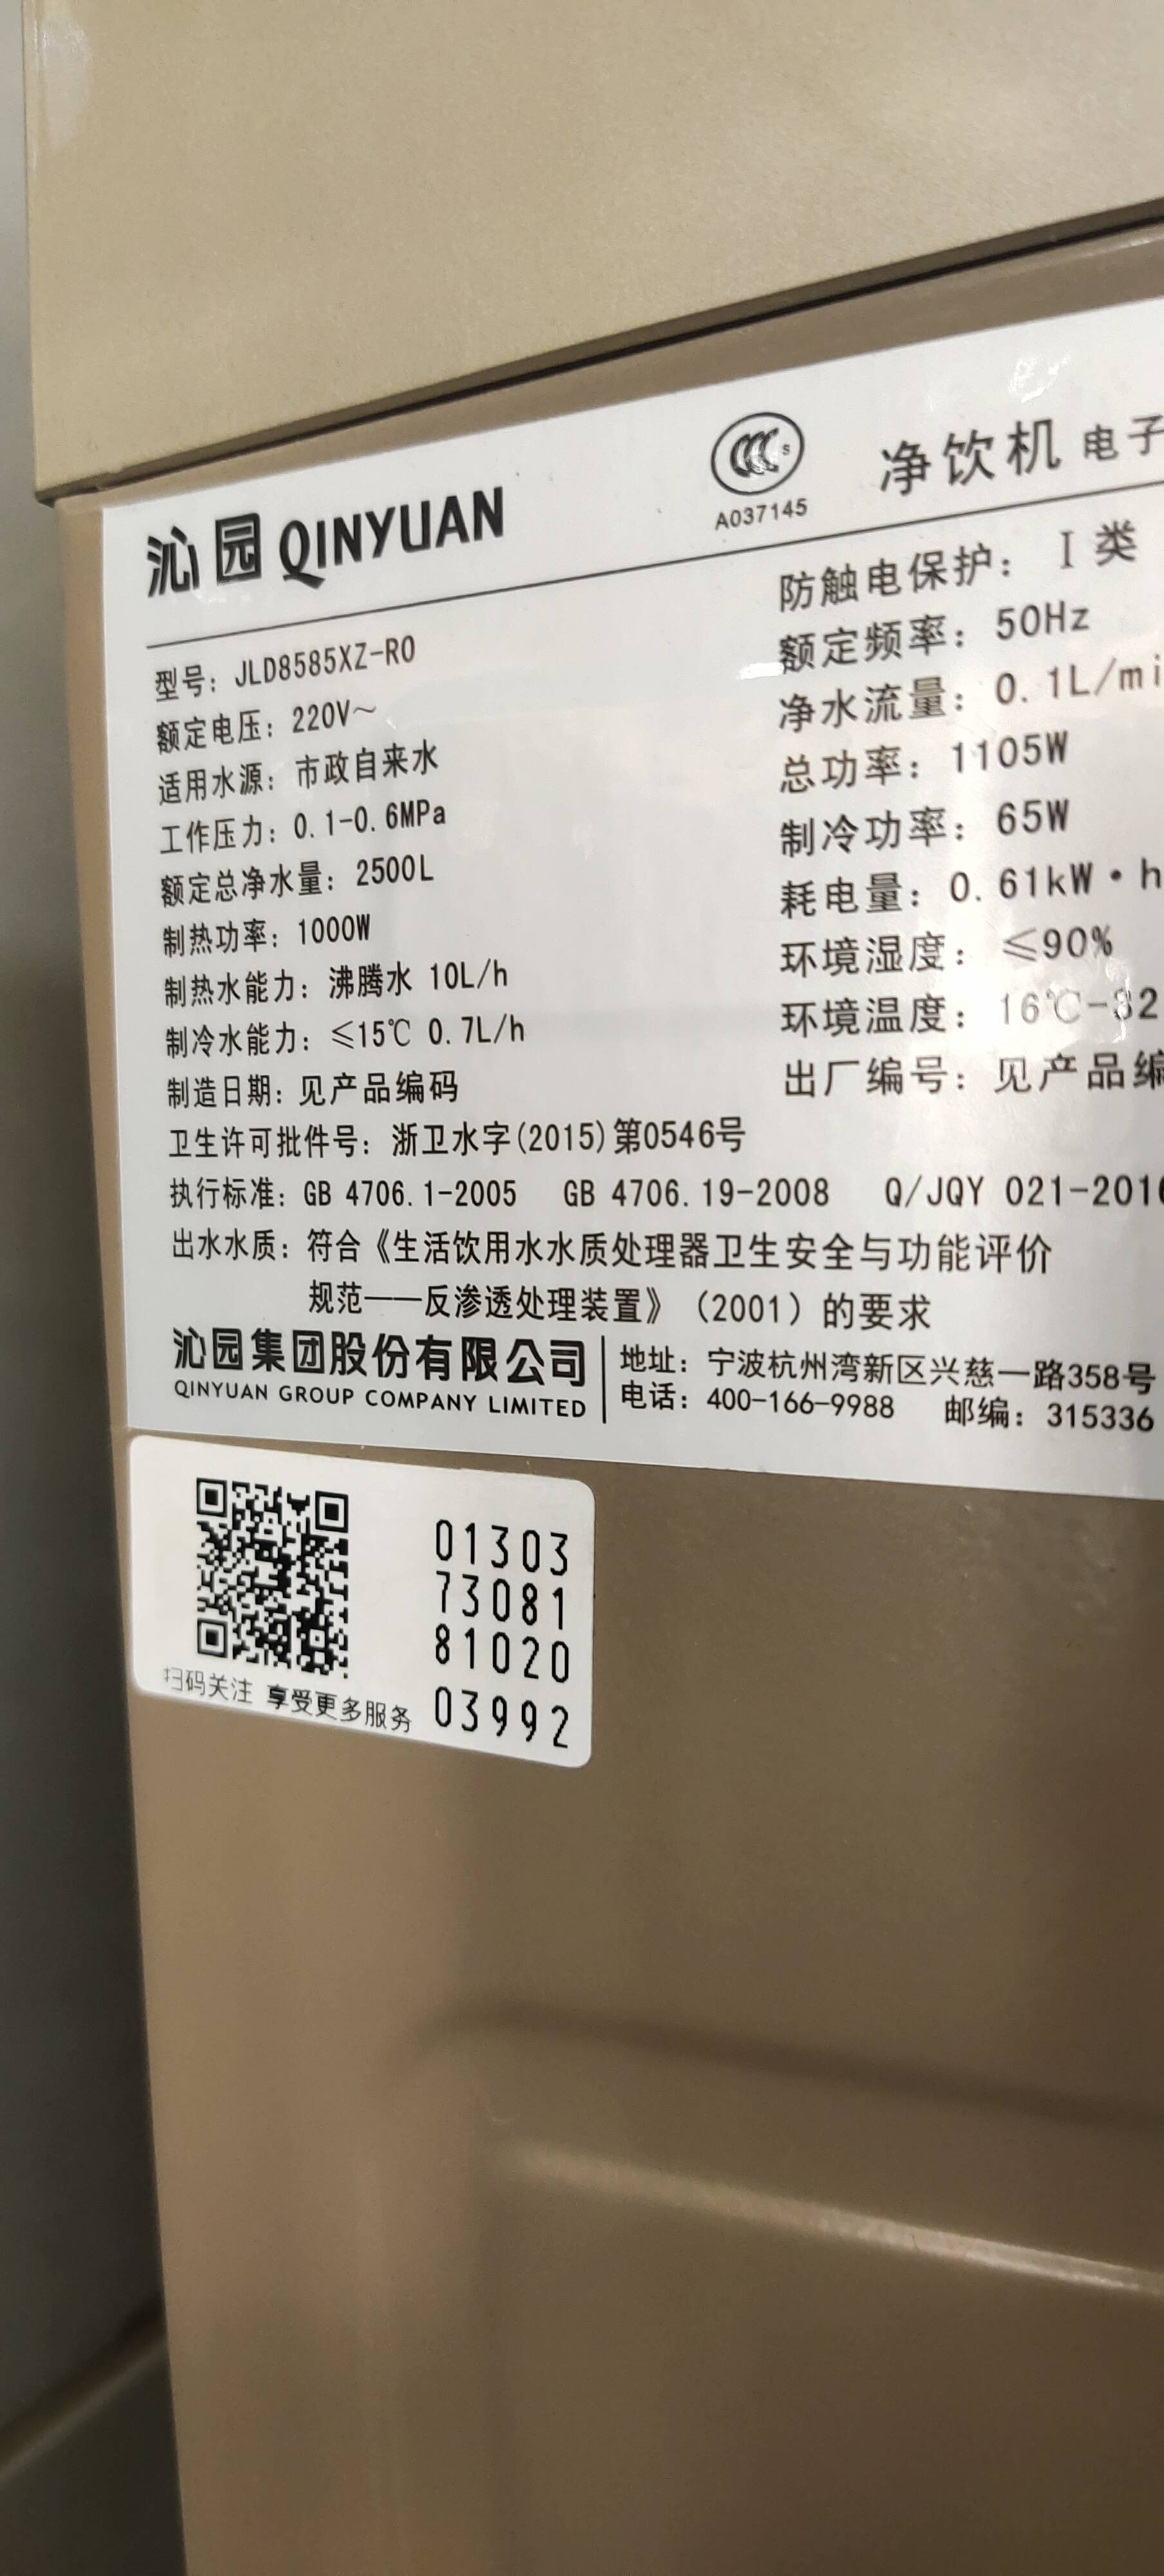 沁园 QINYUAN
A037145
净饮机 电子
型号: JLD8585XZ-RO
额定电压: 220V～
适用水源: 市政自来水
工作压力: 0.1-0.6MPa
额定总净水量: 2500L
制热功率: 1000W
制热水能力: 沸腾水 10L/h
制冷水能力: ≤15℃ 0.7L/h
制造日期: 见产品编码
防触电保护: I 类
额定频率: 50Hz
净水流量: 0.1L/mi
总功率: 1105W
制冷功率: 65W
耗电量: 0.61kW·h
环境湿度: ≤90%
环境温度: 16℃-32
出厂编号: 见产品编
卫生许可批件号: 浙卫水字(2015)第0546号
执行标准: GB 4706.1-2005 GB 4706.19-2008 Q/JQY 021-2016
出水水质: 符合《生活饮用水水质处理器卫生安全与功能评价
规范——反渗透处理装置》(2001)的要求
沁园集团股份有限公司
QINYUAN GROUP COMPANY LIMITED
地址: 宁波杭州湾新区兴慈一路358号
电话: 400-166-9988 邮编: 315336
01303
73081
81020
03992
扫码关注 享受更多服务